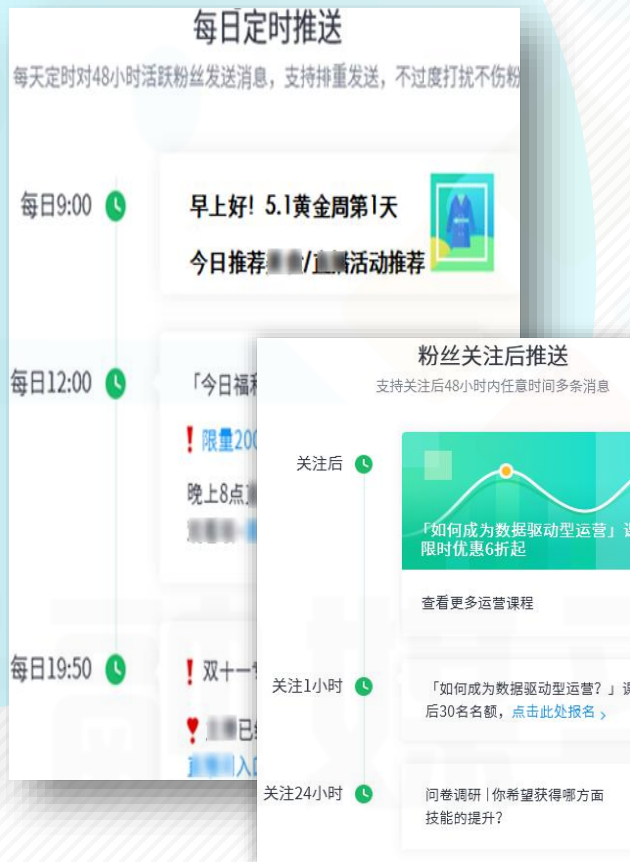 每日定时推送
每天定时对48小时活跃粉丝发送消息，支持排重发送，不过度打扰不伤粉
每日9:00
早上好！5.1黄金周第1天
今日推荐 /直播活动推荐
每日12:00
「今日福利
！限量200
晚上8点
每日19:50
！双十一
已
入口
粉丝关注后推送
支持关注后48小时内任意时间多条消息
关注后
「如何成为数据驱动型运营」
限时优惠6折起
查看更多运营课程
关注1小时
「如何成为数据驱动型运营？」
后30名名额，点击此处报名 >
关注24小时
问卷调研 | 你希望获得哪方面
技能的提升？